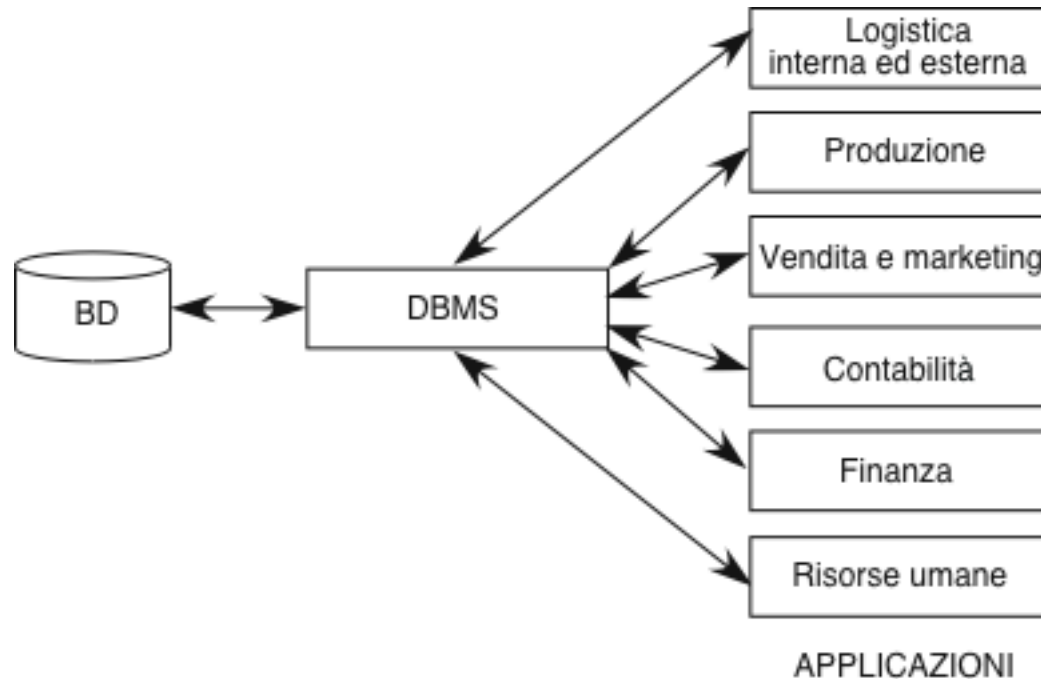 Logistica
interna ed esterna
Produzione
Vendita e marketing
BD
DBMS
Contabilità
Finanza
Risorse umane
APPLICAZIONI